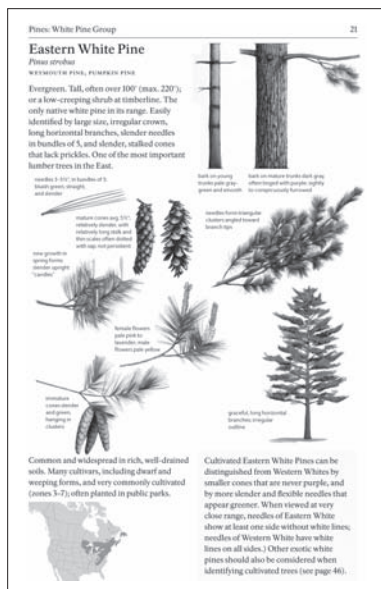 Pines: White Pine Group 21
Eastern White Pine
Pinus strobus
WEYMOUTH PINE, PUMPKIN PINE
Evergreen. Tall, often over 100' (max. 220');
or a low-creeping shrub at timberline. The
only native white pine in its range. Easily
identified by large size, irregular crown,
long horizontal branches, slender needles
in bundles of 5, and slender, stalked cones
that lack prickles. One of the most important
lumber trees in the East.
bark on young
trunks pale gray-
green and smooth
bark on mature trunks dark gray
often tinged with purple; slightly
to conspicuously furrowed
needles 3–5¼", in bundles of 5,
bluish green, straight,
and slender
mature cones avg. 5½",
relatively slender, with
relatively long stalk and
thin scales often dotted
with sap; not persistent
needles form triangular
clusters angled toward
branch tips
new growth in
spring forms
slender upright
"candles"
female flowers
pale pink to
lavender, male
flowers pale yellow
immature
cones slender
and green,
hanging in
clusters
graceful, long horizontal
branches; irregular
outline
Common and widespread in rich, well-drained
soils. Many cultivars, including dwarf and
weeping forms, and very commonly cultivated
(zones 3–7); often planted in public parks.
Cultivated Eastern White Pines can be
distinguished from Western Whites by
smaller cones that are never purple, and
by more slender and flexible needles that
appear greener. When viewed at very
close range, needles of Eastern White
show at least one side without white lines;
needles of Western White have white
lines on all sides.) Other exotic white
pines should also be considered when
identifying cultivated trees (see page 46).